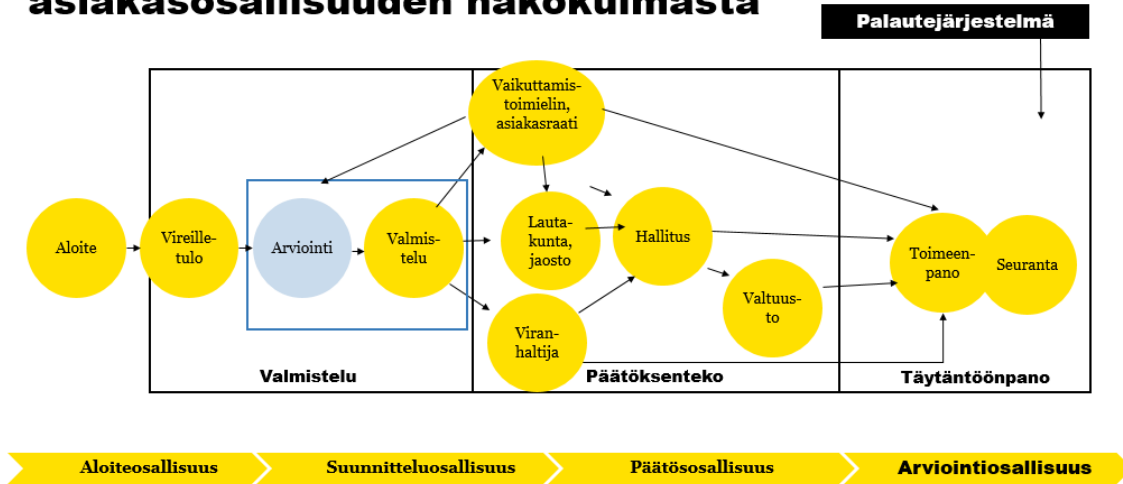 asiakasosallisuuden näkökulmasta
Palautejärjestelmä
Vaikuttamis-
toimielin,
asiakasraati
Aloite
Vireille-
tulo
Arviointi
Valmis-
telu
Lauta-
kunta,
jaosto
Hallitus
Viran-
haltija
Valtuus-
to
Toimeen-
pano
Seuranta
Valmistelu
Päätöksenteko
Täytäntöönpano
Aloiteosallisuus
Suunnitteluosallisuus
Päätösosallisuus
Arviointiosallisuus